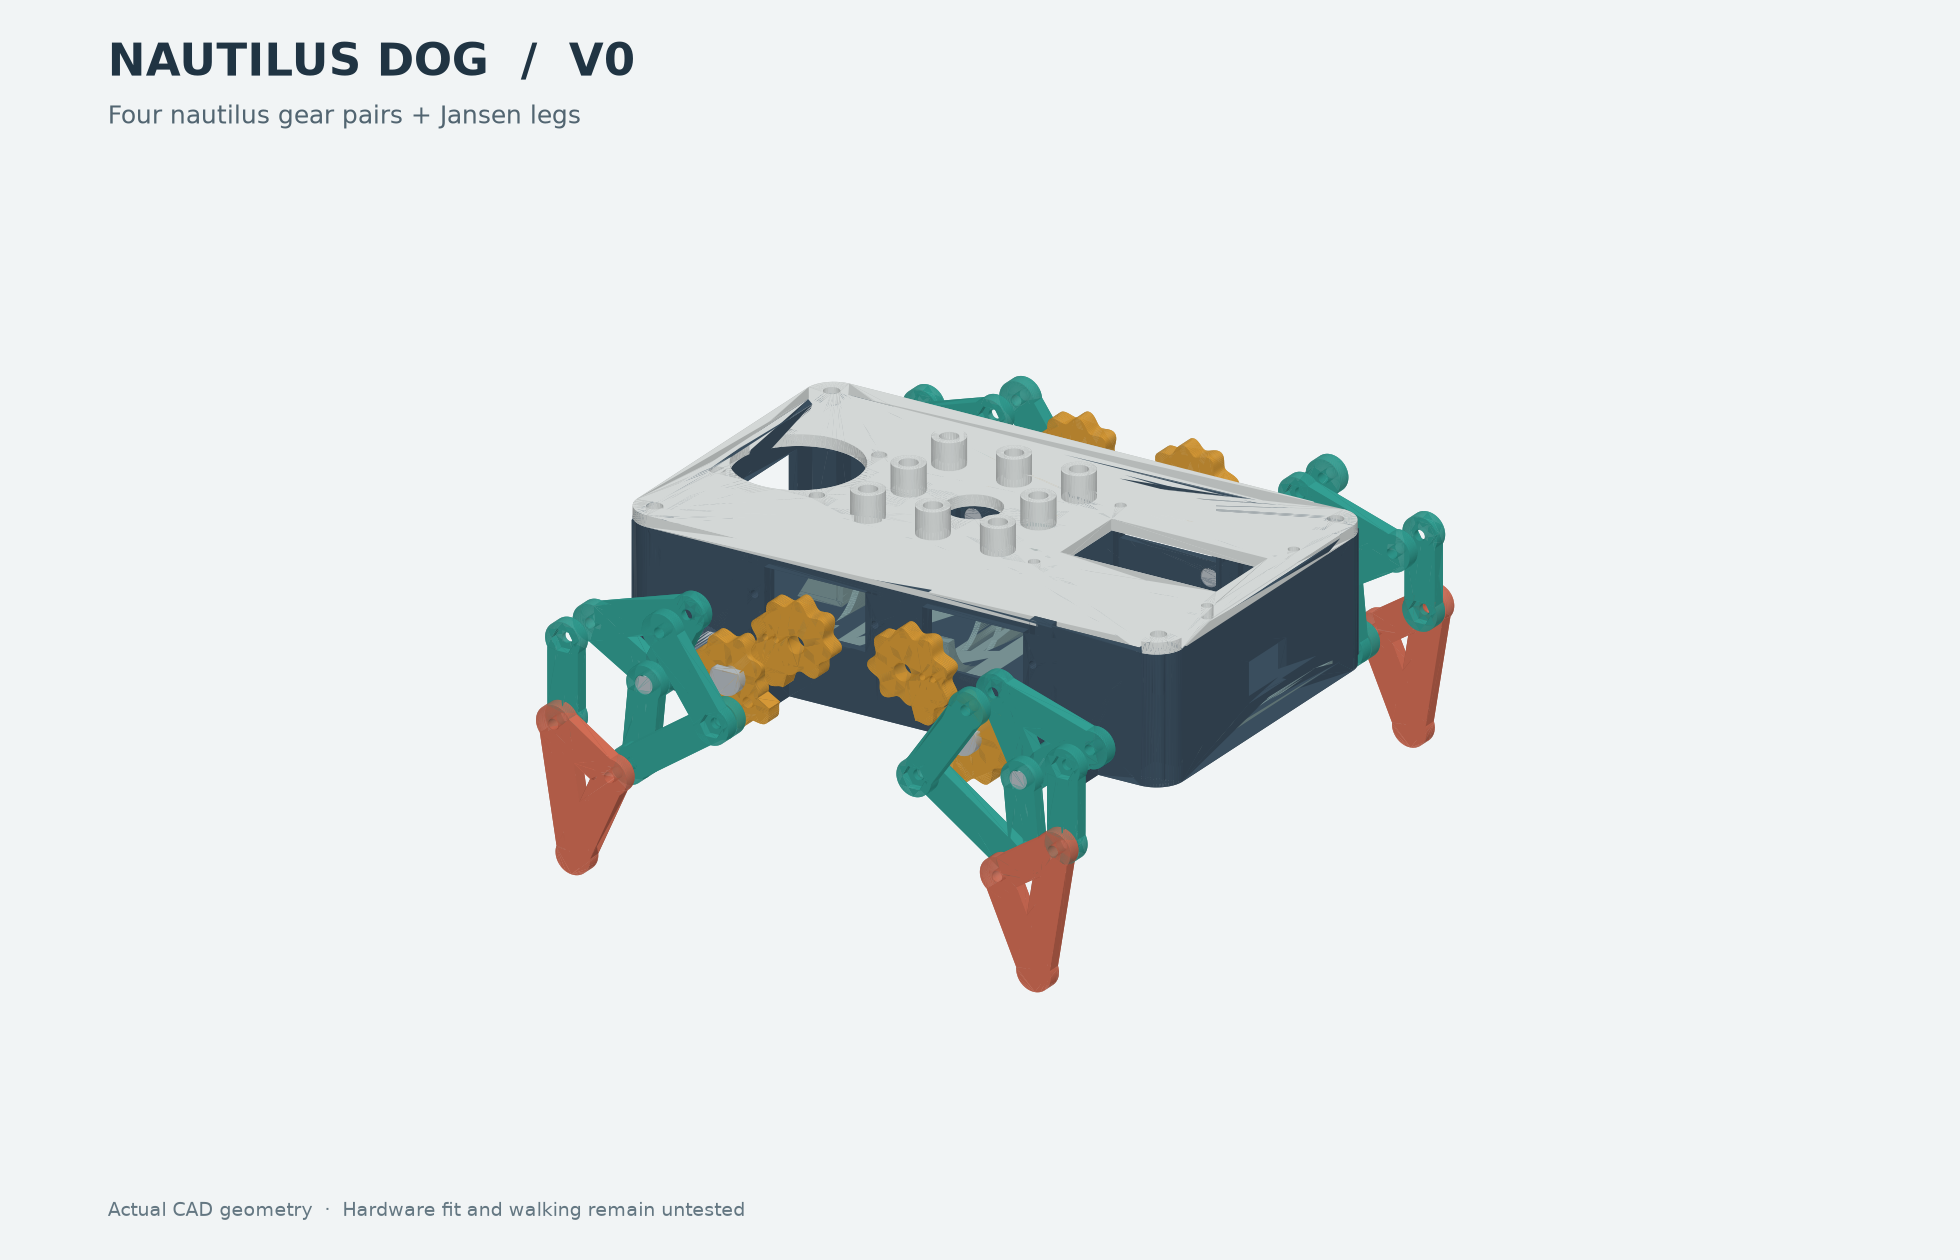 NAUTILUS DOG / V0
Four nautilus gear pairs + Jansen legs
Actual CAD geometry · Hardware fit and walking remain untested